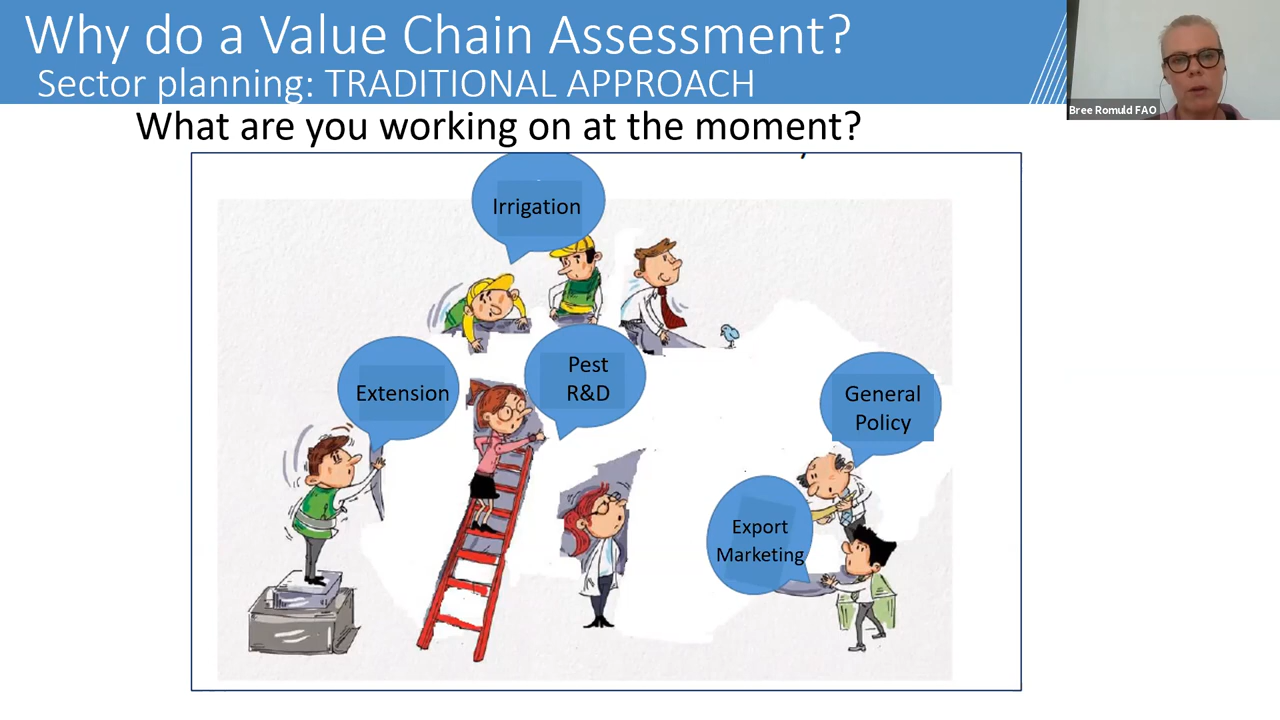 Why do a Value Chain Assessment?
Sector planning: TRADITIONAL APPROACH
Bree Romuld FAO
What are you working on at the moment?
Irrigation
Pest
R&D
Extension
General
Policy
Export
Marketing